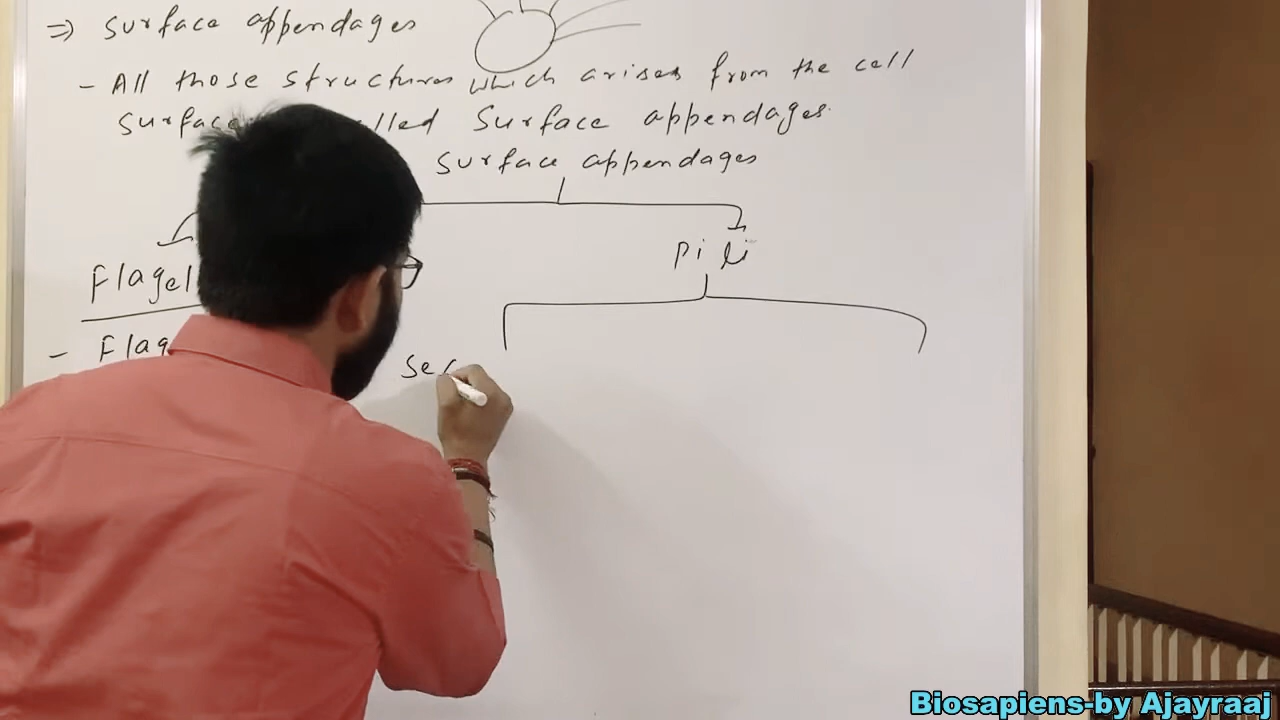 ⇒ Surface appendages
- All those structures which arises from the cell
Surface lled Surface appendages.
Surface appendages
Flagel
Pili
- Flag
Se
Biosapiens-by Ajayraaj